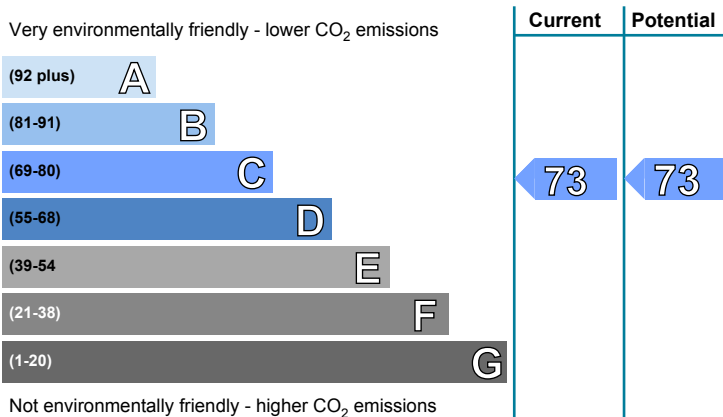 Very environmentally friendly - lower CO₂ emissions
Current
Potential
(92 plus) A
(81-91) B
(69-80) C
73
73
(55-68) D
(39-54 E
(21-38) F
(1-20) G
Not environmentally friendly - higher CO₂ emissions